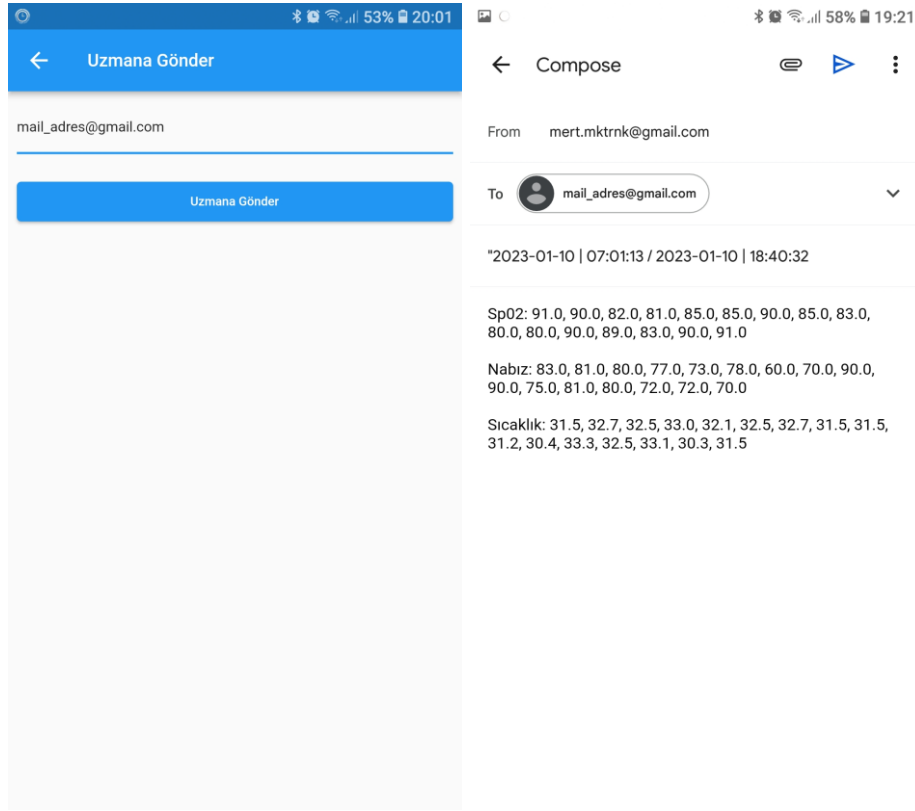 53% 20:01
Uzmana Gönder
mail_adres@gmail.com
Uzmana Gönder
58% 19:21
Compose
From mert.mktrnk@gmail.com
To mail_adres@gmail.com
"2023-01-10 | 07:01:13 / 2023-01-10 | 18:40:32
Sp02: 91.0, 90.0, 82.0, 81.0, 85.0, 85.0, 90.0, 85.0, 83.0,
80.0, 80.0, 90.0, 89.0, 83.0, 90.0, 91.0
Nabız: 83.0, 81.0, 80.0, 77.0, 73.0, 78.0, 60.0, 70.0, 90.0,
90.0, 75.0, 81.0, 80.0, 72.0, 72.0, 70.0
Sıcaklık: 31.5, 32.7, 32.5, 33.0, 32.1, 32.5, 32.7, 31.5, 31.5,
31.2, 30.4, 33.3, 32.5, 33.1, 30.3, 31.5